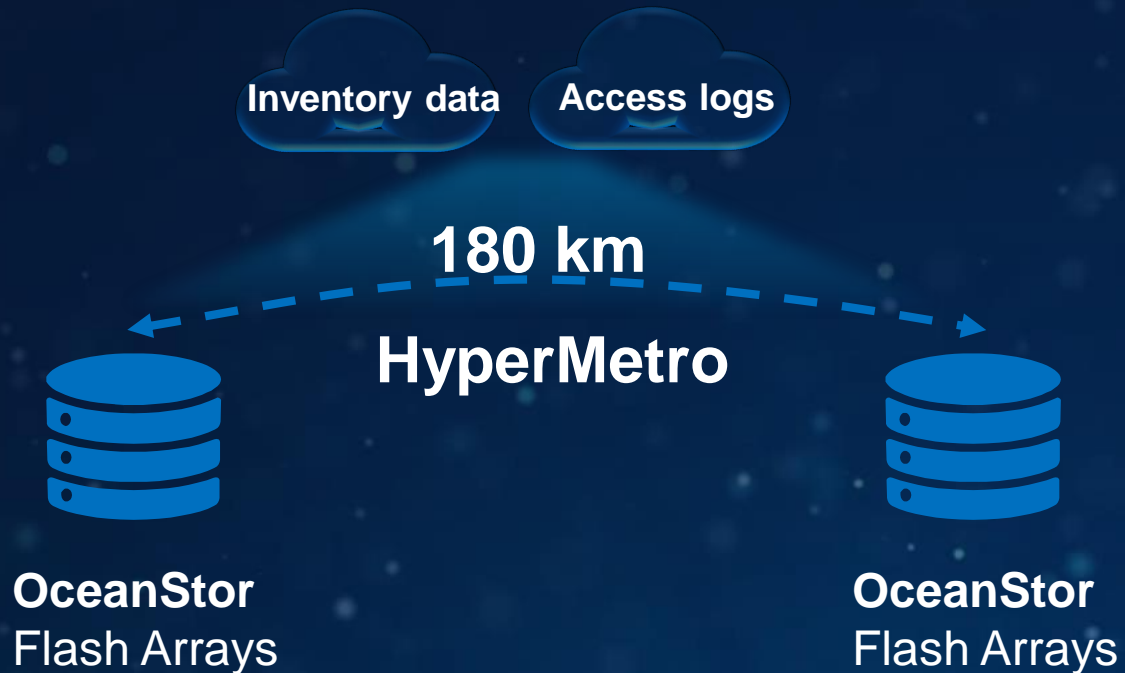 Inventory data
Access logs
180 km
HyperMetro
OceanStor
Flash Arrays
OceanStor
Flash Arrays